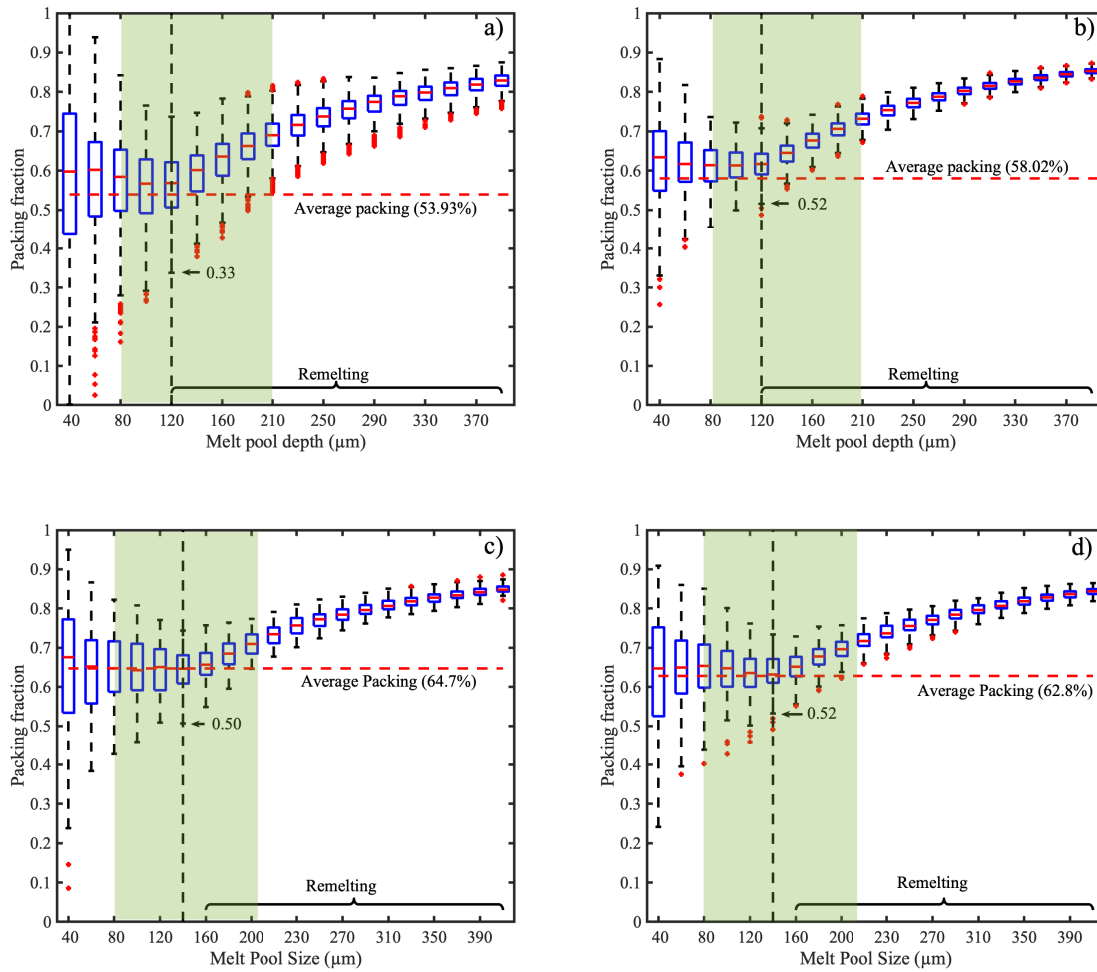 a)
1
0.9
0.8
0.7
0.6
0.5
0.4
0.3
0.2
0.1
0
Packing fraction
Average packing (53.93%)
0.33
Remelting
40 80 120 160 210 250 290 330 370
Melt pool depth (μm)
b)
1
0.9
0.8
0.7
0.6
0.5
0.4
0.3
0.2
0.1
0
Packing fraction
Average packing (58.02%)
0.52
Remelting
40 80 120 160 210 250 290 330 370
Melt pool depth (μm)
c)
1
0.9
0.8
0.7
0.6
0.5
0.4
0.3
0.2
0.1
0
Packing fraction
Average Packing (64.7%)
0.50
Remelting
40 80 120 160 200 230 270 310 350 390
Melt Pool Size (μm)
d)
1
0.9
0.8
0.7
0.6
0.5
0.4
0.3
0.2
0.1
0
Packing fraction
Average Packing (62.8%)
0.52
Remelting
40 80 120 160 200 230 270 310 350 390
Melt Pool Size (μm)